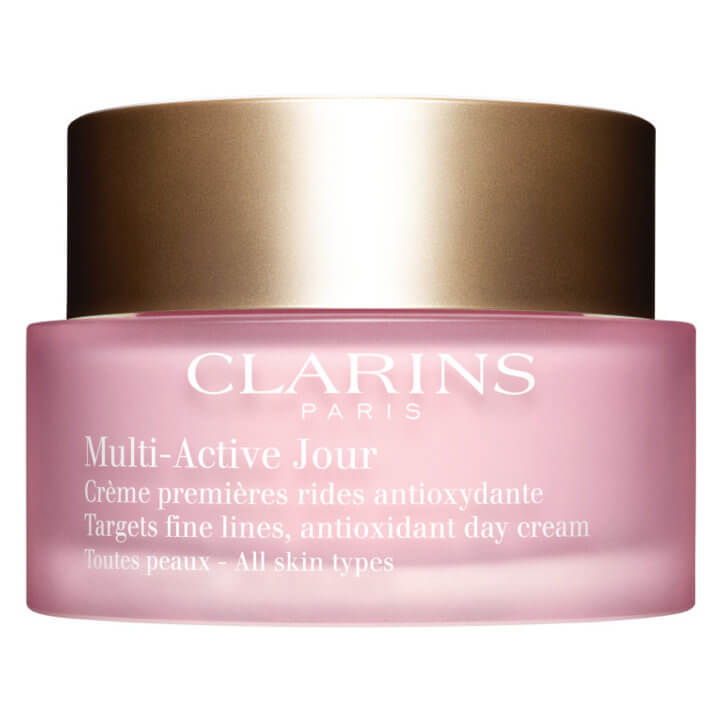 CLARINS
PARIS
Multi-Active Jour
Crème premières rides antioxydante
Targets fine lines, antioxidant day cream
Toutes peaux - All skin types